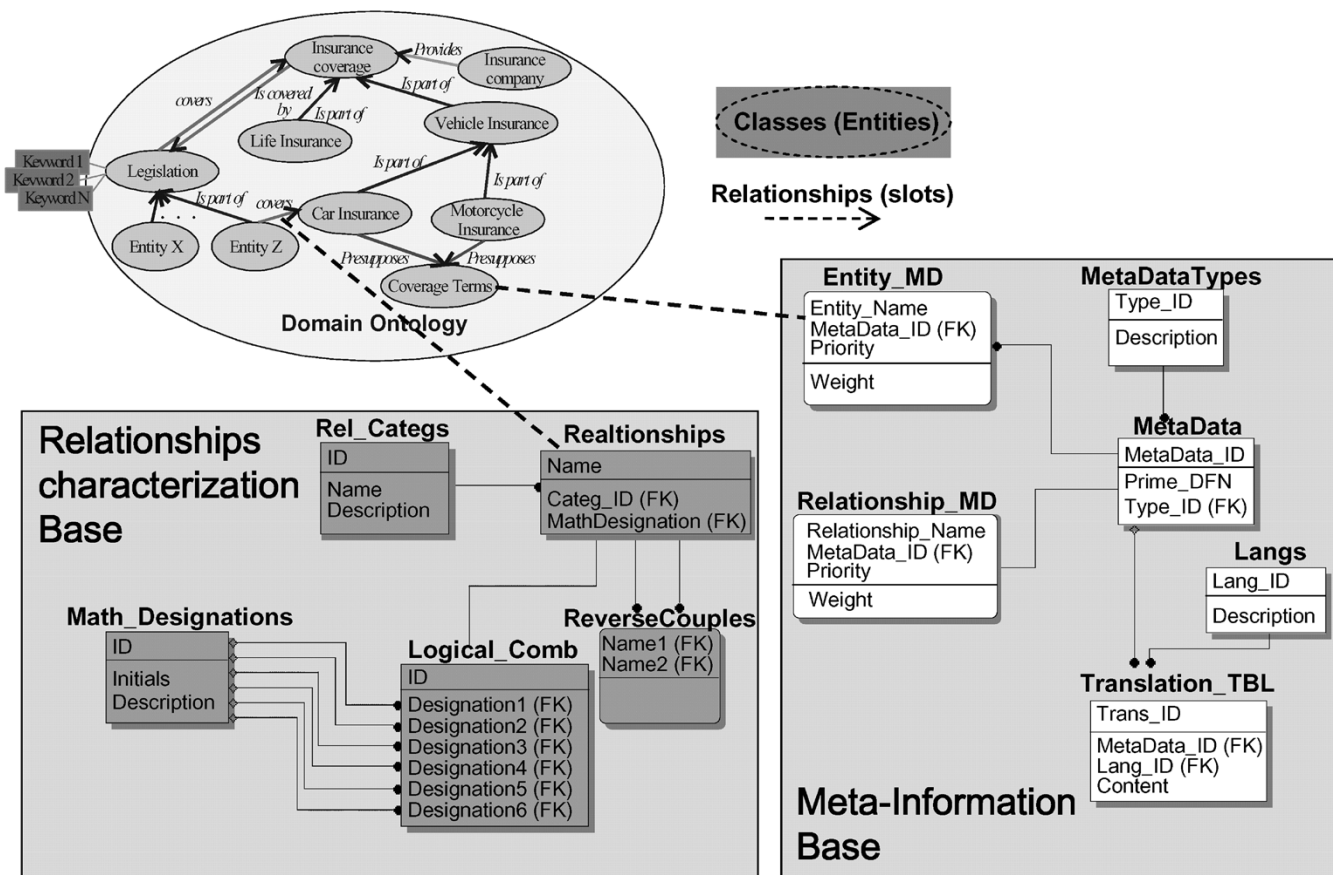 Insurance
coverage
Provides
Insurance
company
covers
Is covered
by
Is part of
Is part of
Life Insurance
Vehicle Insurance
Keyword 1
Keyword 2
Keyword N
Legislation
Is part of
Is part of
Is part of
covers
. . .
Car Insurance
Motorcycle
Insurance
Entity X
Entity Z
Presupposes
Presupposes
Coverage Terms
Domain Ontology
Classes (Entities)
Relationships (slots)
Relationships
characterization
Base
Rel_Categs
ID
Name
Description
Realtionships
Name
Categ_ID (FK)
MathDesignation (FK)
Math_Designations
ID
Initials
Description
Logical_Comb
ID
Designation1 (FK)
Designation2 (FK)
Designation3 (FK)
Designation4 (FK)
Designation5 (FK)
Designation6 (FK)
ReverseCouples
Name1 (FK)
Name2 (FK)
Entity_MD
Entity_Name
MetaData_ID (FK)
Priority
Weight
MetaDataTypes
Type_ID
Description
MetaData
MetaData_ID
Prime_DFN
Type_ID (FK)
Relationship_MD
Relationship_Name
MetaData_ID (FK)
Priority
Weight
Langs
Lang_ID
Description
Translation_TBL
Trans_ID
MetaData_ID (FK)
Lang_ID (FK)
Content
Meta-Information
Base